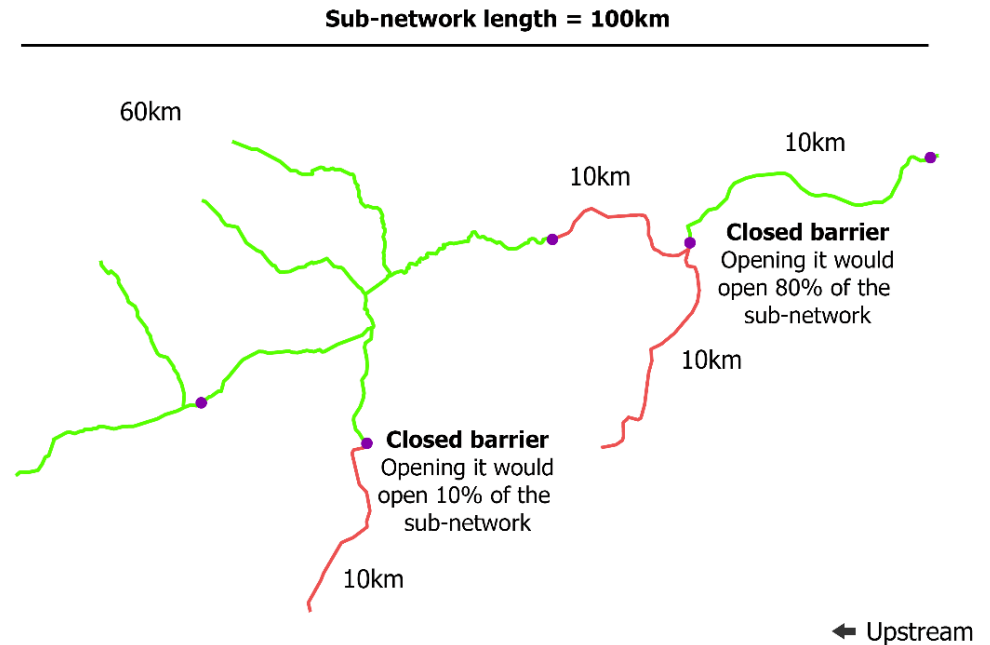 Sub-network length = 100km
60km
10km
10km
Closed barrier
Opening it would
open 80% of the
sub-network
10km
Closed barrier
Opening it would
open 10% of the
sub-network
10km
Upstream